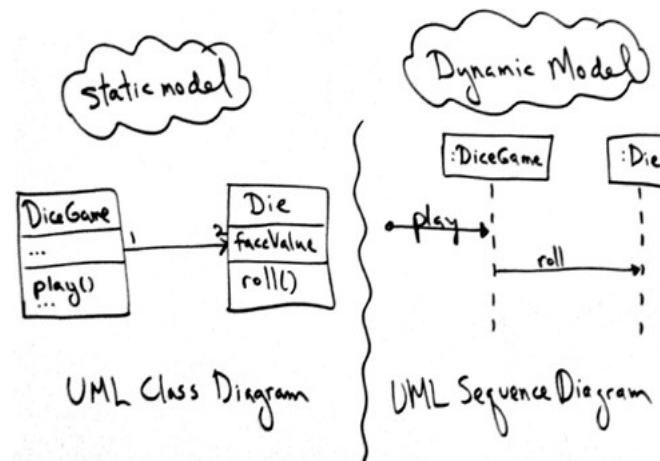 static model
DiceGame
...
play()
...
1
2
Die
faceValue
roll()
UML Class Diagram
Dynamic Model
:DiceGame
:Die
play
roll
UML Sequence Diagram